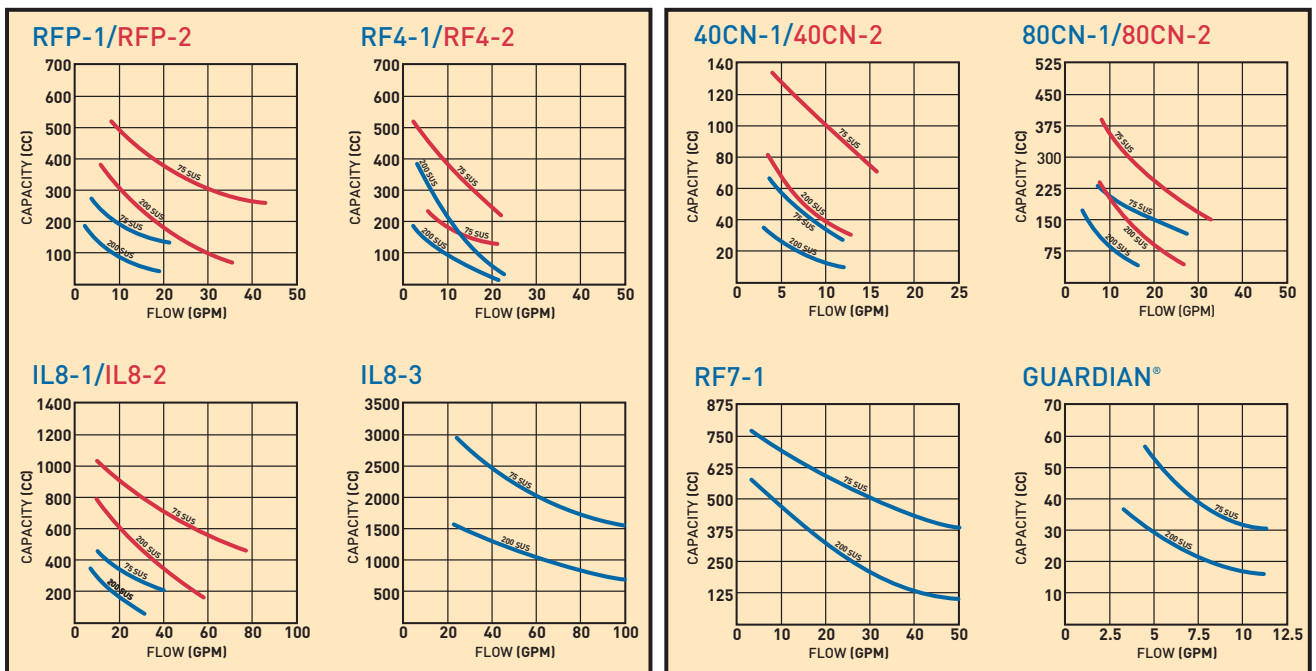 RFP-1/RFP-2
700
600
500
400
300
200
100
CAPACITY (CC)
75 SUS
200 SUS
75 SUS
200 SUS
0 10 20 30 40 50
FLOW (GPM)
RF4-1/RF4-2
700
600
500
400
300
200
100
CAPACITY (CC)
200 SUS
75 SUS
75 SUS
200 SUS
0 10 20 30 40 50
FLOW (GPM)
40CN-1/40CN-2
140
120
100
80
60
40
20
CAPACITY (CC)
75 SUS
200 SUS
75 SUS
200 SUS
0 5 10 15 20 25
FLOW (GPM)
80CN-1/80CN-2
525
450
375
300
225
150
75
CAPACITY (CC)
75 SUS
75 SUS
200 SUS
200 SUS
0 10 20 30 40 50
FLOW (GPM)
IL8-1/IL8-2
1400
1200
1000
800
600
400
200
CAPACITY (CC)
75 SUS
200 SUS
75 SUS
200 SUS
0 20 40 60 80 100
FLOW (GPM)
IL8-3
3500
3000
2500
2000
1500
1000
500
CAPACITY (CC)
75 SUS
200 SUS
0 20 40 60 80 100
FLOW (GPM)
RF7-1
875
750
625
500
375
250
125
CAPACITY (CC)
75 SUS
200 SUS
0 10 20 30 40 50
FLOW (GPM)
GUARDIAN®
70
60
50
40
30
20
10
CAPACITY (CC)
75 SUS
200 SUS
0 2.5 5 7.5 10 12.5
FLOW (GPM)